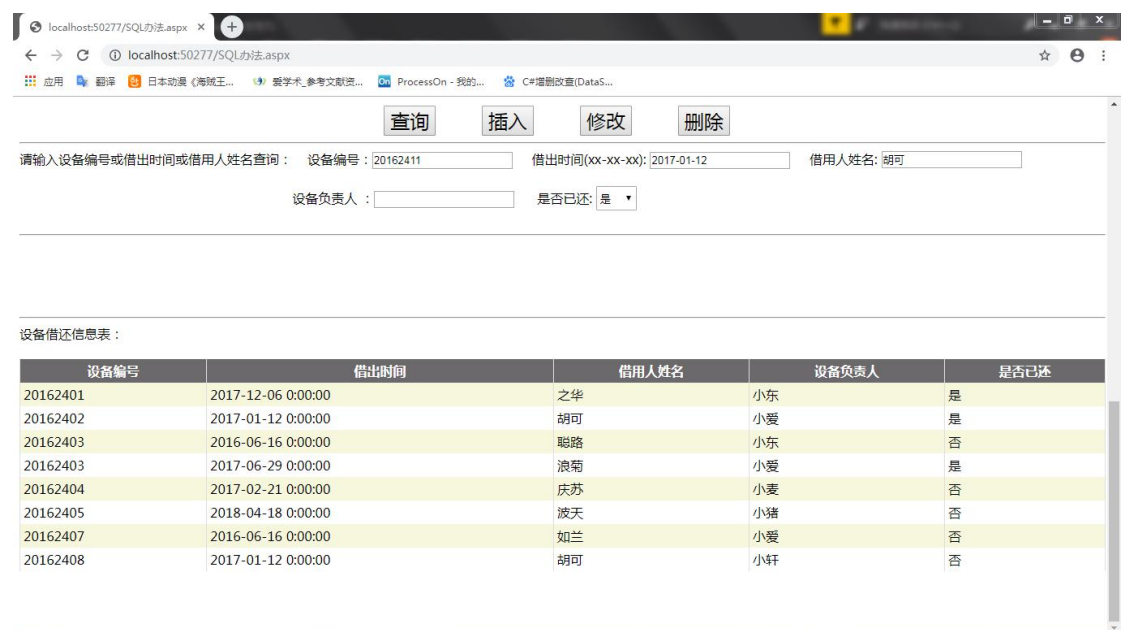 localhost:50277/SQL办法.aspx
localhost:50277/SQL办法.aspx
应用 翻译 日本动漫《海贼王... 爱学术_参考文献资... On ProcessOn - 我的... C#增删改查(DataS...
查询 插入 修改 删除
请输入设备编号或借出时间或借用人姓名查询： 设备编号：20162411 借出时间(xx-xx-xx): 2017-01-12 借用人姓名: 胡可
设备负责人 ： 是否已还: 是
设备借还信息表：
设备编号 借出时间 借用人姓名 设备负责人 是否已还
20162401 2017-12-06 0:00:00 之华 小东 是
20162402 2017-01-12 0:00:00 胡可 小爱 是
20162403 2016-06-16 0:00:00 聪路 小东 否
20162403 2017-06-29 0:00:00 浪菊 小爱 是
20162404 2017-02-21 0:00:00 庆苏 小麦 否
20162405 2018-04-18 0:00:00 波天 小猪 否
20162407 2016-06-16 0:00:00 如兰 小爱 否
20162408 2017-01-12 0:00:00 胡可 小轩 否